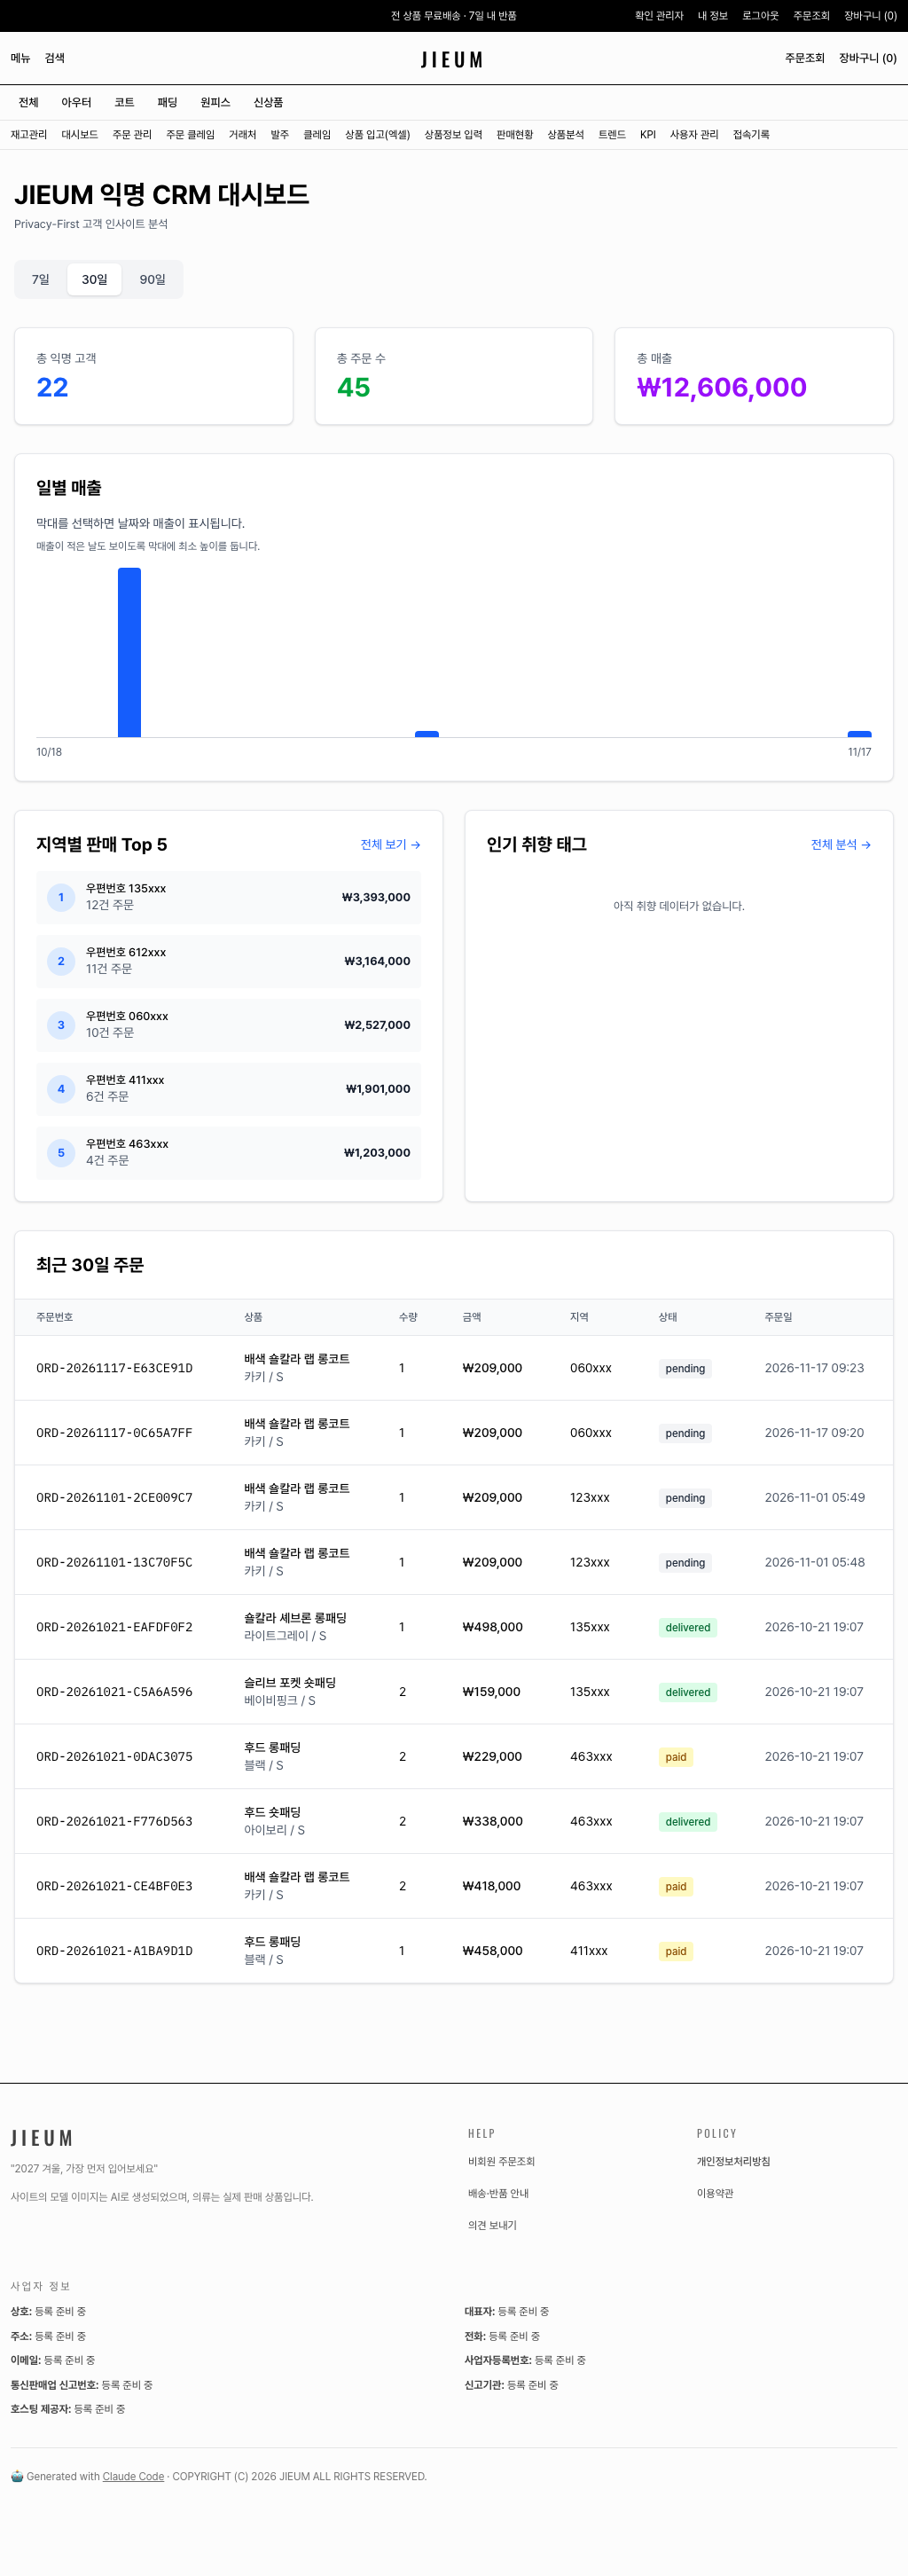 전 상품 무료배송 · 7일 내 반품
확인 관리자 내 정보 로그아웃 주문조회 장바구니 (0)
메뉴 검색
JIEUM
주문조회 장바구니 (0)
전체 아우터 코트 패딩 원피스 신상품
재고관리 대시보드 주문 관리 주문 클레임 거래처 발주 클레임 상품 입고(엑셀) 상품정보 입력 판매현황 상품분석 트렌드 KPI 사용자 관리 접속기록
JIEUM 익명 CRM 대시보드
Privacy-First 고객 인사이트 분석
7일 30일 90일
총 익명 고객
22
총 주문 수
45
총 매출
₩12,606,000
일별 매출
막대를 선택하면 날짜와 매출이 표시됩니다.
매출이 적은 날도 보이도록 막대에 최소 높이를 둡니다.
10/18 11/17
지역별 판매 Top 5
전체 보기 →
1 우편번호 135xxx ₩3,393,000
12건 주문
2 우편번호 612xxx ₩3,164,000
11건 주문
3 우편번호 060xxx ₩2,527,000
10건 주문
4 우편번호 411xxx ₩1,901,000
6건 주문
5 우편번호 463xxx ₩1,203,000
4건 주문
인기 취향 태그
전체 분석 →
아직 취향 데이터가 없습니다.
최근 30일 주문
주문번호 상품 수량 금액 지역 상태 주문일
ORD-20261117-E63CE91D 배색 숄칼라 랩 롱코트 1 ₩209,000 060xxx pending 2026-11-17 09:23
카키 / S
ORD-20261117-0C65A7FF 배색 숄칼라 랩 롱코트 1 ₩209,000 060xxx pending 2026-11-17 09:20
카키 / S
ORD-20261101-2CE009C7 배색 숄칼라 랩 롱코트 1 ₩209,000 123xxx pending 2026-11-01 05:49
카키 / S
ORD-20261101-13C70F5C 배색 숄칼라 랩 롱코트 1 ₩209,000 123xxx pending 2026-11-01 05:48
카키 / S
ORD-20261021-EAFDF0F2 숄칼라 셰브론 롱패딩 1 ₩498,000 135xxx delivered 2026-10-21 19:07
라이트그레이 / S
ORD-20261021-C5A6A596 슬리브 포켓 숏패딩 2 ₩159,000 135xxx delivered 2026-10-21 19:07
베이비핑크 / S
ORD-20261021-0DAC3075 후드 롱패딩 2 ₩229,000 463xxx paid 2026-10-21 19:07
블랙 / S
ORD-20261021-F776D563 후드 숏패딩 2 ₩338,000 463xxx delivered 2026-10-21 19:07
아이보리 / S
ORD-20261021-CE4BF0E3 배색 숄칼라 랩 롱코트 2 ₩418,000 463xxx paid 2026-10-21 19:07
카키 / S
ORD-20261021-A1BA9D1D 후드 롱패딩 1 ₩458,000 411xxx paid 2026-10-21 19:07
블랙 / S
JIEUM
"2027 겨울, 가장 먼저 입어보세요"
사이트의 모델 이미지는 AI로 생성되었으며, 의류는 실제 판매 상품입니다.
HELP
비회원 주문조회
배송·반품 안내
의견 보내기
POLICY
개인정보처리방침
이용약관
사업자 정보
상호: 등록 준비 중
대표자: 등록 준비 중
주소: 등록 준비 중
전화: 등록 준비 중
이메일: 등록 준비 중
사업자등록번호: 등록 준비 중
통신판매업 신고번호: 등록 준비 중
신고기관: 등록 준비 중
호스팅 제공자: 등록 준비 중
🤖 Generated with Claude Code · COPYRIGHT (C) 2026 JIEUM ALL RIGHTS RESERVED.